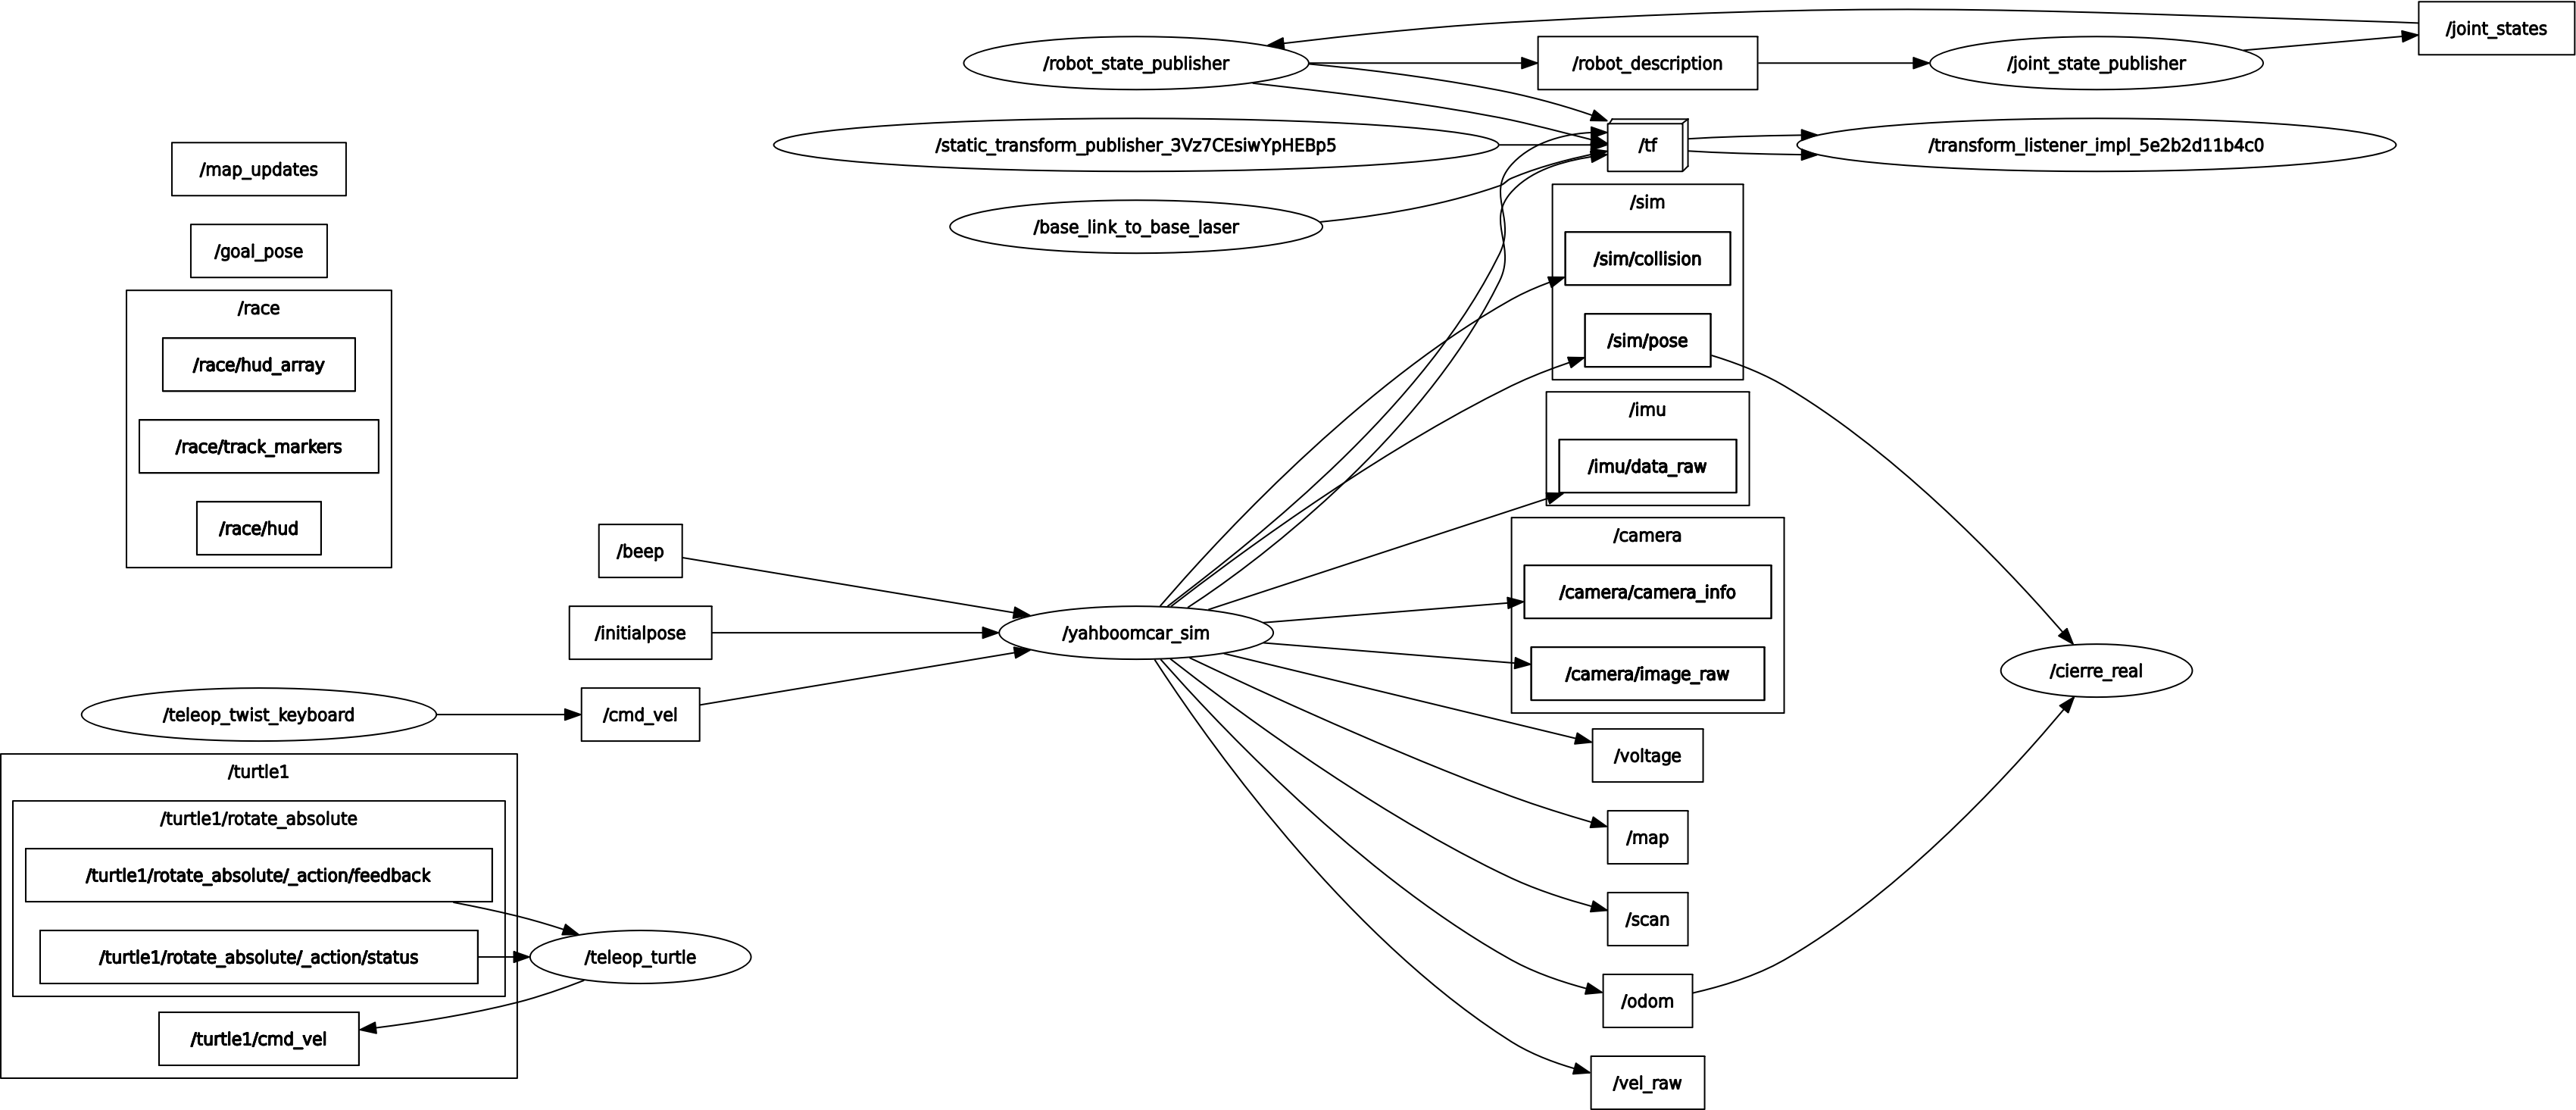 /joint_states
/robot_state_publisher
/robot_description
/joint_state_publisher
/static_transform_publisher_3Vz7CEsiwYpHEBp5
/tf
/transform_listener_impl_5e2b2d11b4c0
/map_updates
/base_link_to_base_laser
/sim
/sim/collision
/sim/pose
/goal_pose
/race
/race/hud_array
/race/track_markers
/race/hud
/imu
/imu/data_raw
/camera
/camera/camera_info
/camera/image_raw
/beep
/initialpose
/yahboomcar_sim
/cierre_real
/teleop_twist_keyboard
/cmd_vel
/voltage
/map
/scan
/odom
/vel_raw
/turtle1
/turtle1/rotate_absolute
/turtle1/rotate_absolute/_action/feedback
/turtle1/rotate_absolute/_action/status
/teleop_turtle
/turtle1/cmd_vel